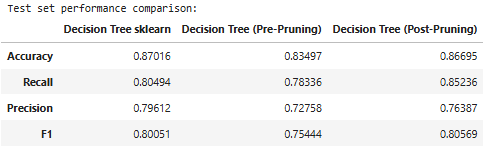 Test set performance comparison:
Decision Tree sklearn Decision Tree (Pre-Pruning) Decision Tree (Post-Pruning)
Accuracy 0.87016 0.83497 0.86695
Recall 0.80494 0.78336 0.85236
Precision 0.79612 0.72758 0.76387
F1 0.80051 0.75444 0.80569